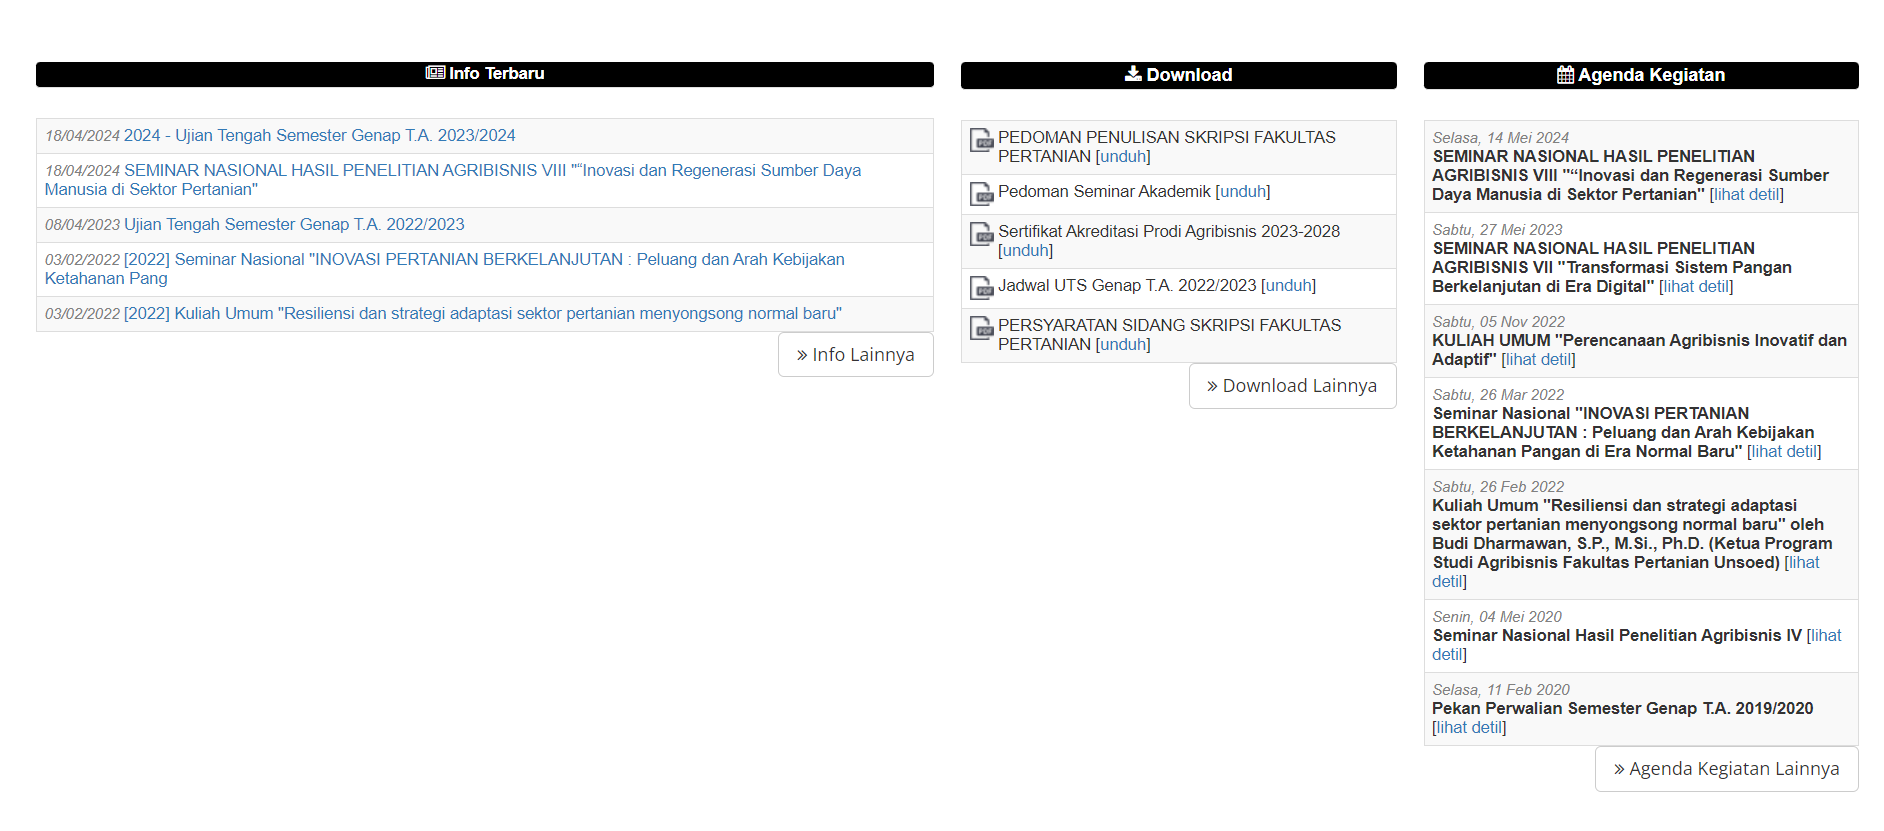 Info Terbaru
18/04/2024 2024 - Ujian Tengah Semester Genap T.A. 2023/2024
18/04/2024 SEMINAR NASIONAL HASIL PENELITIAN AGRIBISNIS VIII "“Inovasi dan Regenerasi Sumber Daya
Manusia di Sektor Pertanian"
08/04/2023 Ujian Tengah Semester Genap T.A. 2022/2023
03/02/2022 [2022] Seminar Nasional "INOVASI PERTANIAN BERKELANJUTAN : Peluang dan Arah Kebijakan
Ketahanan Pang
03/02/2022 [2022] Kuliah Umum "Resiliensi dan strategi adaptasi sektor pertanian menyongsong normal baru"
» Info Lainnya
Download
PEDOMAN PENULISAN SKRIPSI FAKULTAS
PERTANIAN [unduh]
Pedoman Seminar Akademik [unduh]
Sertifikat Akreditasi Prodi Agribisnis 2023-2028
[unduh]
Jadwal UTS Genap T.A. 2022/2023 [unduh]
PERSYARATAN SIDANG SKRIPSI FAKULTAS
PERTANIAN [unduh]
» Download Lainnya
Agenda Kegiatan
Selasa, 14 Mei 2024
SEMINAR NASIONAL HASIL PENELITIAN
AGRIBISNIS VIII "“Inovasi dan Regenerasi Sumber
Daya Manusia di Sektor Pertanian" [lihat detil]
Sabtu, 27 Mei 2023
SEMINAR NASIONAL HASIL PENELITIAN
AGRIBISNIS VII "Transformasi Sistem Pangan
Berkelanjutan di Era Digital" [lihat detil]
Sabtu, 05 Nov 2022
KULIAH UMUM "Perencanaan Agribisnis Inovatif dan
Adaptif" [lihat detil]
Sabtu, 26 Mar 2022
Seminar Nasional "INOVASI PERTANIAN
BERKELANJUTAN : Peluang dan Arah Kebijakan
Ketahanan Pangan di Era Normal Baru" [lihat detil]
Sabtu, 26 Feb 2022
Kuliah Umum "Resiliensi dan strategi adaptasi
sektor pertanian menyongsong normal baru" oleh
Budi Dharmawan, S.P., M.Si., Ph.D. (Ketua Program
Studi Agribisnis Fakultas Pertanian Unsoed) [lihat
detil]
Senin, 04 Mei 2020
Seminar Nasional Hasil Penelitian Agribisnis IV [lihat
detil]
Selasa, 11 Feb 2020
Pekan Perwalian Semester Genap T.A. 2019/2020
[lihat detil]
» Agenda Kegiatan Lainnya